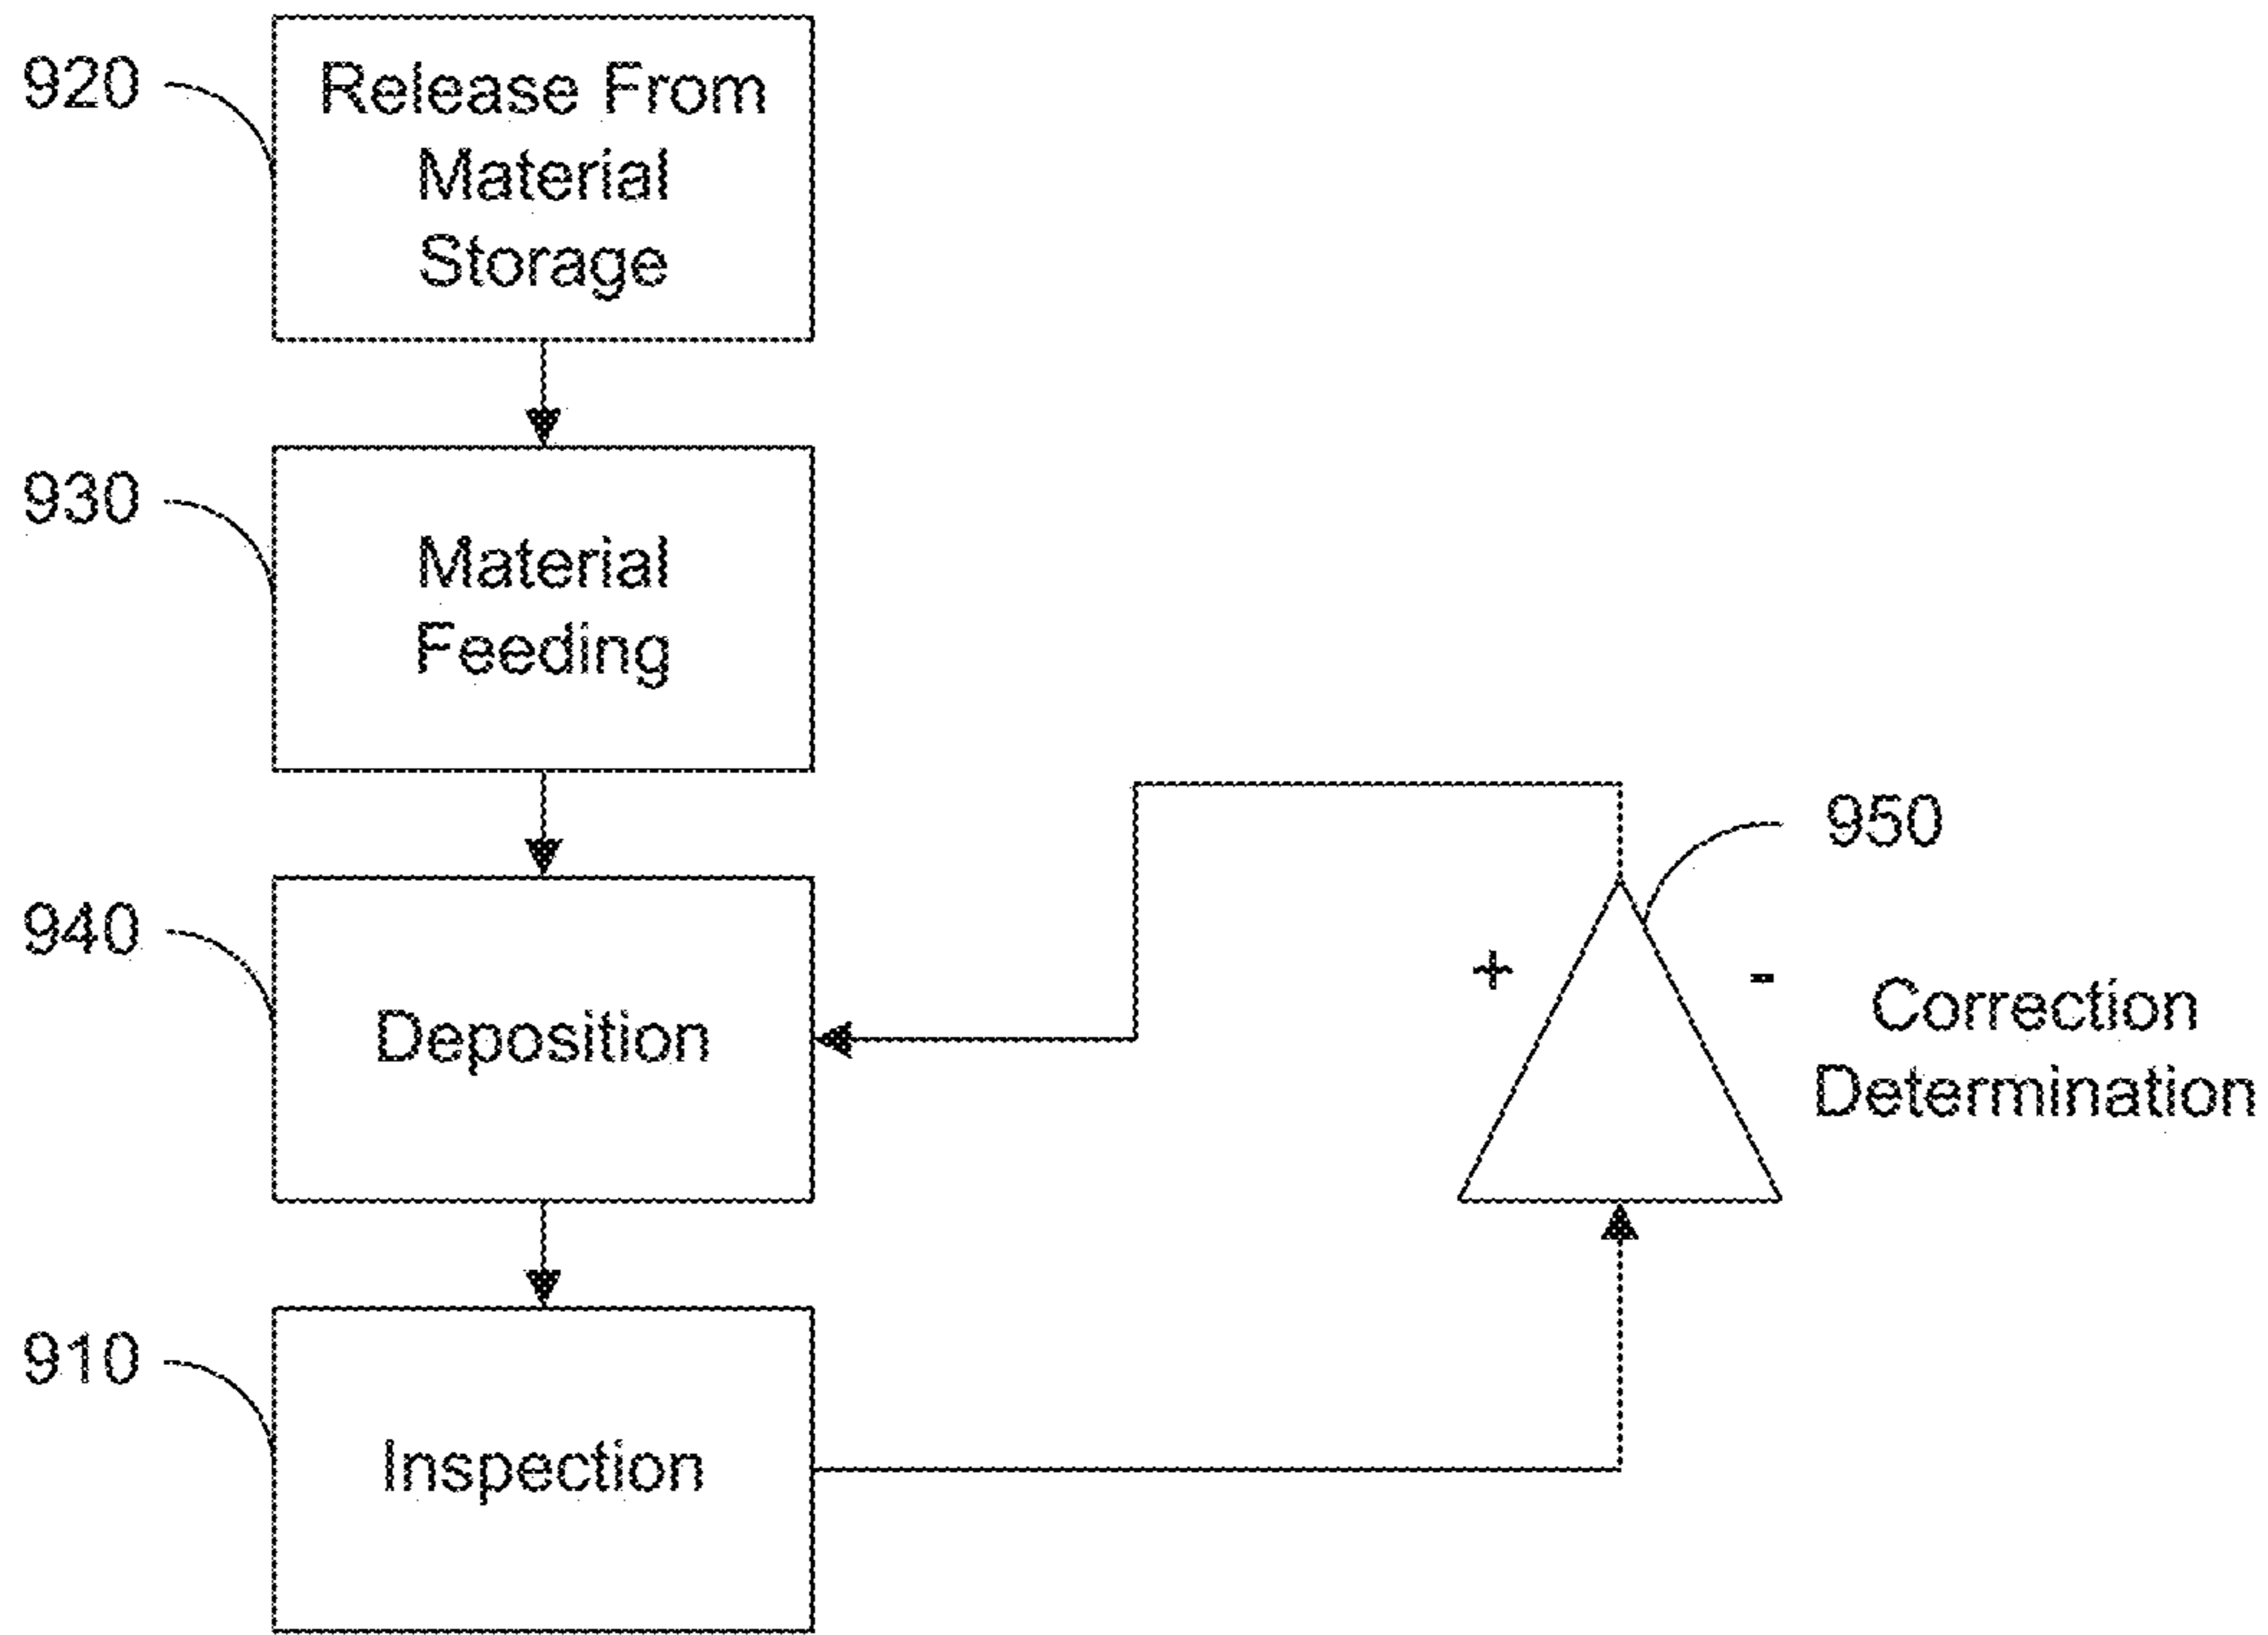 920
Release From
Material
Storage
930
Material
Feeding
950
940
Deposition
+
-
Correction
Determination
910
Inspection